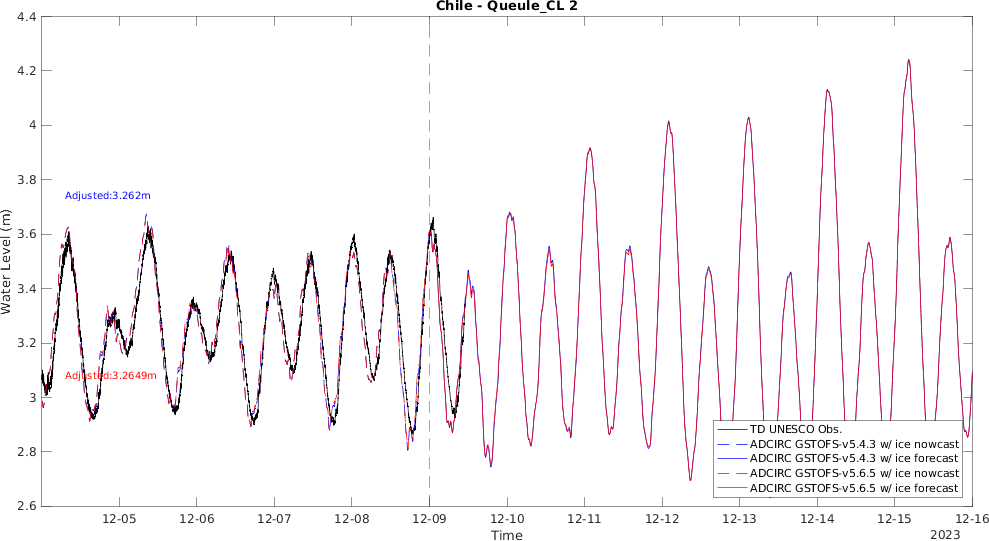 Chile - Queule_CL 2
4.4
4.2
4
3.8
3.6
3.4
3.2
3
2.8
2.6
Water Level (m)
Adjusted:3.262m
Adjusted:3.2649m
TD UNESCO Obs.
ADCIRC GSTOFS-v5.4.3 w/ ice nowcast
ADCIRC GSTOFS-v5.4.3 w/ ice forecast
ADCIRC GSTOFS-v5.6.5 w/ ice nowcast
ADCIRC GSTOFS-v5.6.5 w/ ice forecast
12-05 12-06 12-07 12-08 12-09 12-10 12-11 12-12 12-13 12-14 12-15 12-16
Time
2023